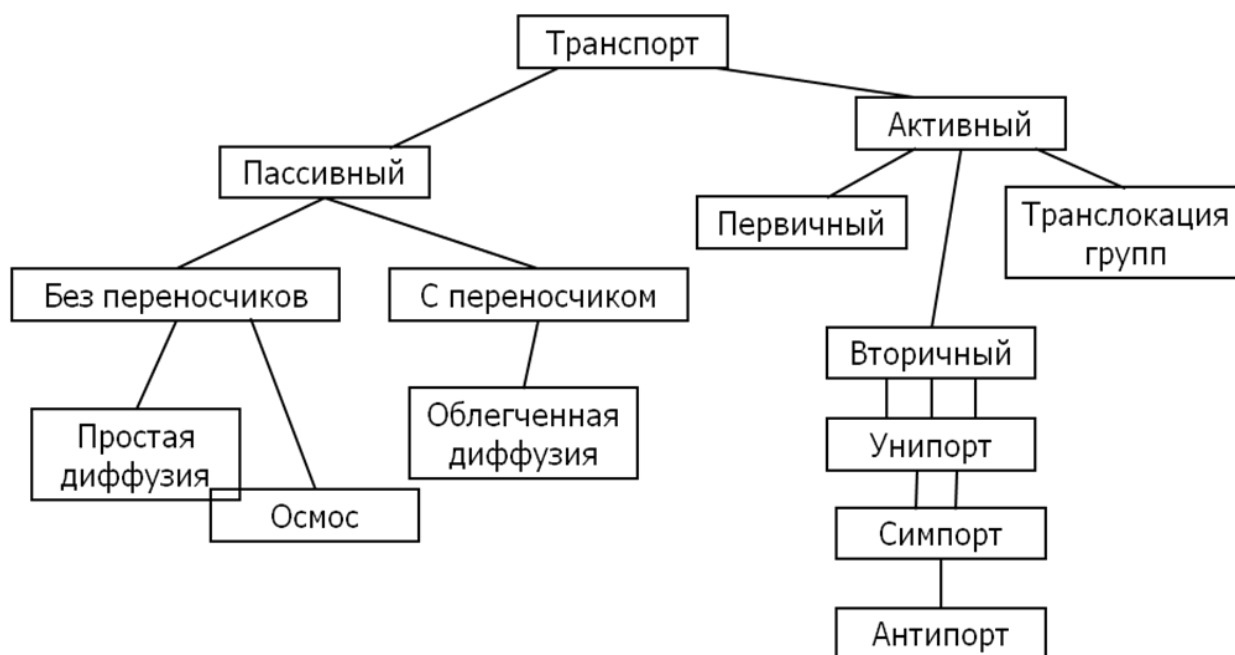 Транспорт
Активный
Пассивный
Первичный
Транслокация
групп
Без переносчиков
С переносчиком
Вторичный
Простая
диффузия
Облегченная
диффузия
Унипорт
Осмос
Симпорт
Антипорт